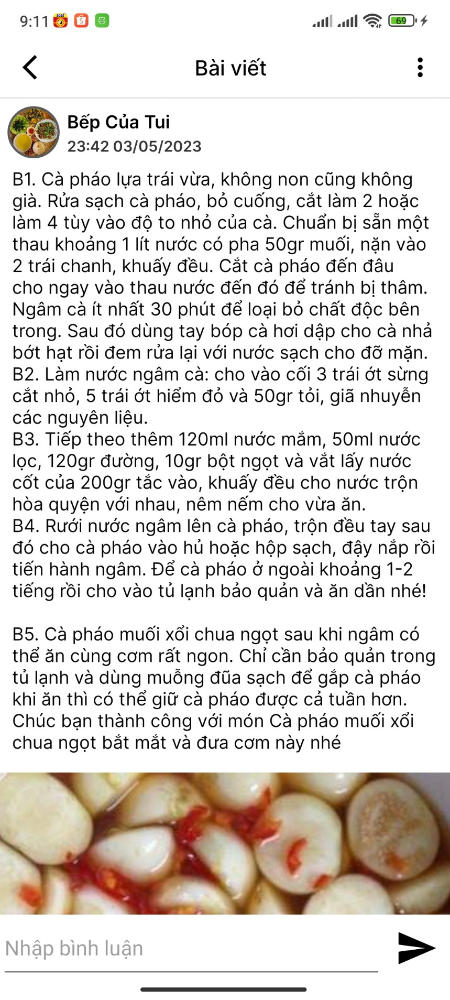 9:11
69
Bài viết
Bếp Của Tui
23:42 03/05/2023
B1. Cà pháo lựa trái vừa, không non cũng không
già. Rửa sạch cà pháo, bỏ cuống, cắt làm 2 hoặc
làm 4 tùy vào độ to nhỏ của cà. Chuẩn bị sẵn một
thau khoảng 1 lít nước có pha 50gr muối, nặn vào
2 trái chanh, khuấy đều. Cắt cà pháo đến đâu
cho ngay vào thau nước đến đó để tránh bị thâm.
Ngâm cà ít nhất 30 phút để loại bỏ chất độc bên
trong. Sau đó dùng tay bóp cà hơi dập cho cà nhả
bớt hạt rồi đem rửa lại với nước sạch cho đỡ mặn.
B2. Làm nước ngâm cà: cho vào cối 3 trái ớt sừng
cắt nhỏ, 5 trái ớt hiểm đỏ và 50gr tỏi, giã nhuyễn
các nguyên liệu.
B3. Tiếp theo thêm 120ml nước mắm, 50ml nước
lọc, 120gr đường, 10gr bột ngọt và vắt lấy nước
cốt của 200gr tắc vào, khuấy đều cho nước trộn
hòa quyện với nhau, nêm nếm cho vừa ăn.
B4. Rưới nước ngâm lên cà pháo, trộn đều tay sau
đó cho cà pháo vào hủ hoặc hộp sạch, đậy nắp rồi
tiến hành ngâm. Để cà pháo ở ngoài khoảng 1-2
tiếng rồi cho vào tủ lạnh bảo quản và ăn dần nhé!
B5. Cà pháo muối xổi chua ngọt sau khi ngâm có
thể ăn cùng cơm rất ngon. Chỉ cần bảo quản trong
tủ lạnh và dùng muỗng đũa sạch để gắp cà pháo
khi ăn thì có thể giữ cà pháo được cả tuần hơn.
Chúc bạn thành công với món Cà pháo muối xổi
chua ngọt bắt mắt và đưa cơm này nhé
Nhập bình luận